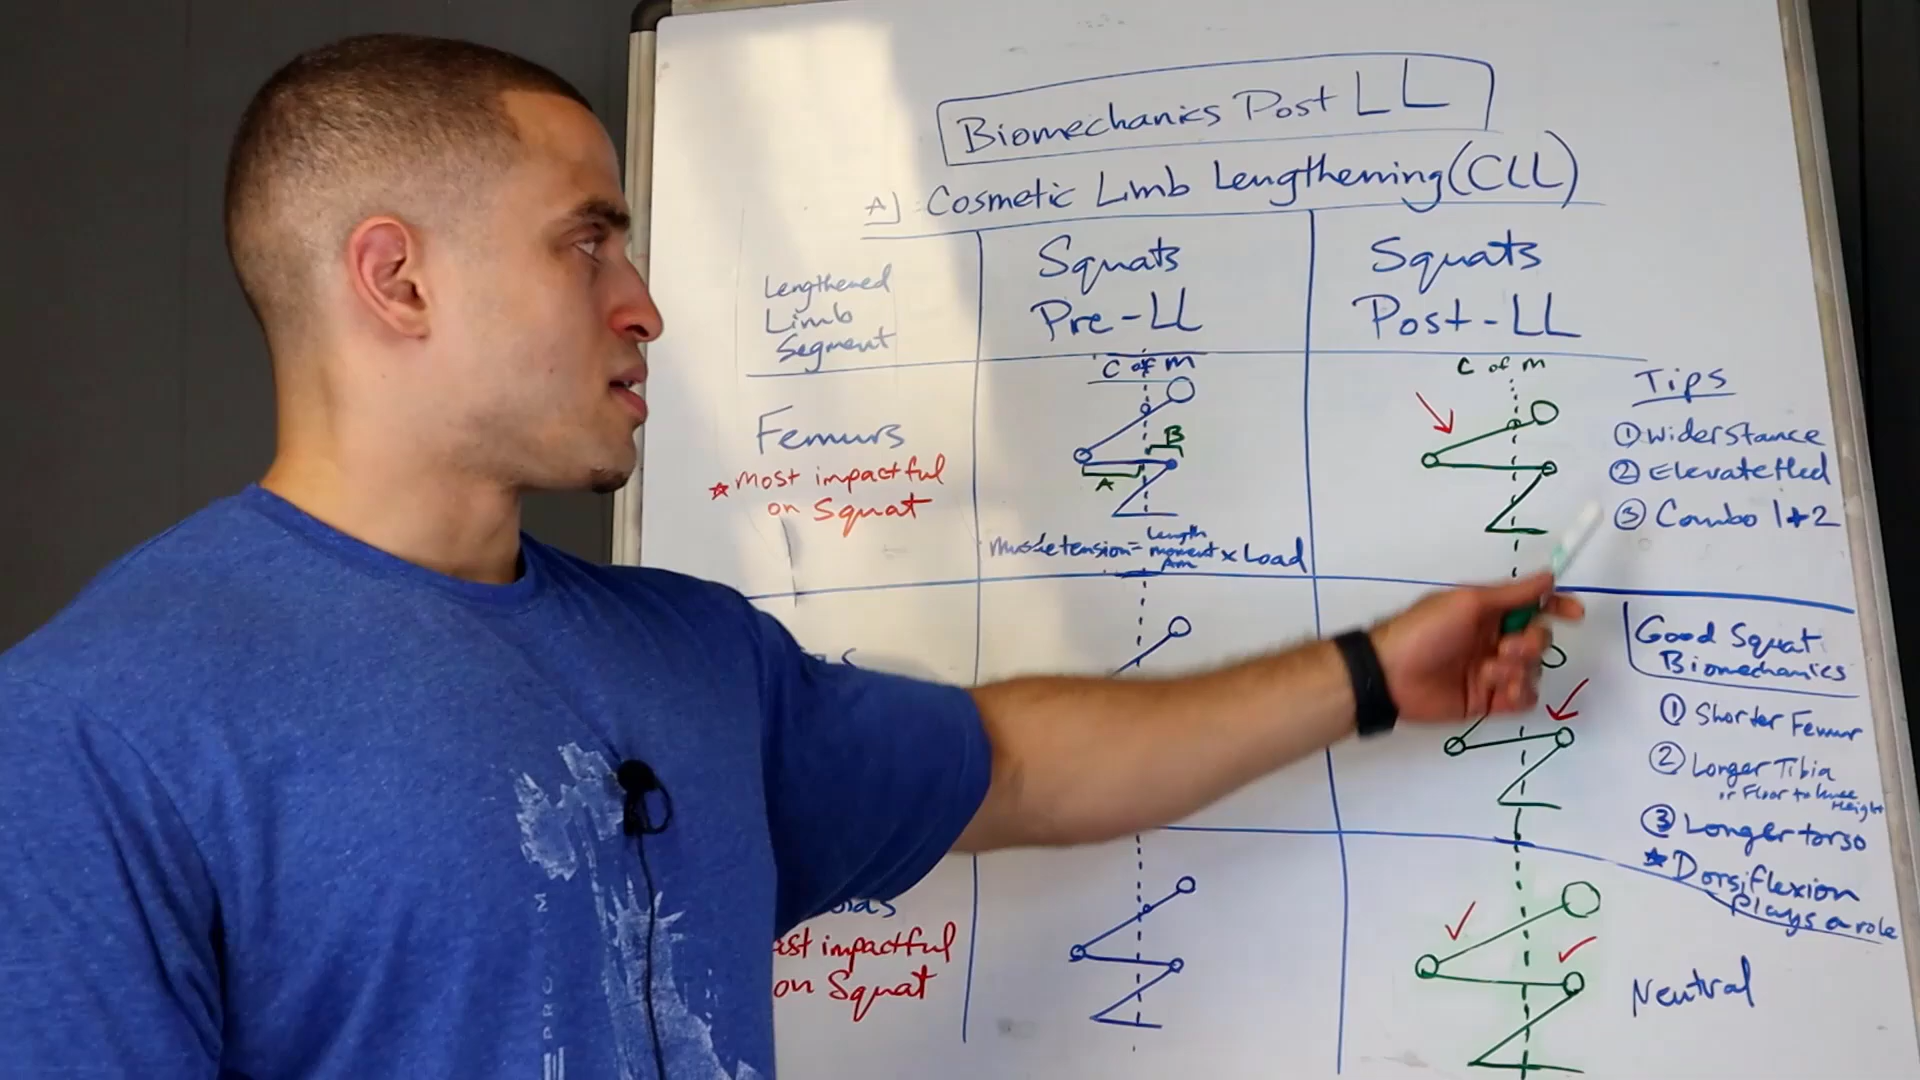 Biomechanics Post LL
A) Cosmetic Limb Lengthening (CLL)
Lengthened
Limb
Segment
Squats
Pre-LL
Squats
Post-LL
Femurs
* Most impactful
on Squat
C of M
B
A
Muscle tension = Length moment Arm x Load
C of M
Tips
① Wider Stance
② Elevate Heel
③ Combo 1+2
Good Squat
Biomechanics
① Shorter Femur
② Longer Tibia
or Floor to knee Height
③ Longer torso
* Dorsiflexion
Plays a role
impactful
on Squat
Neutral